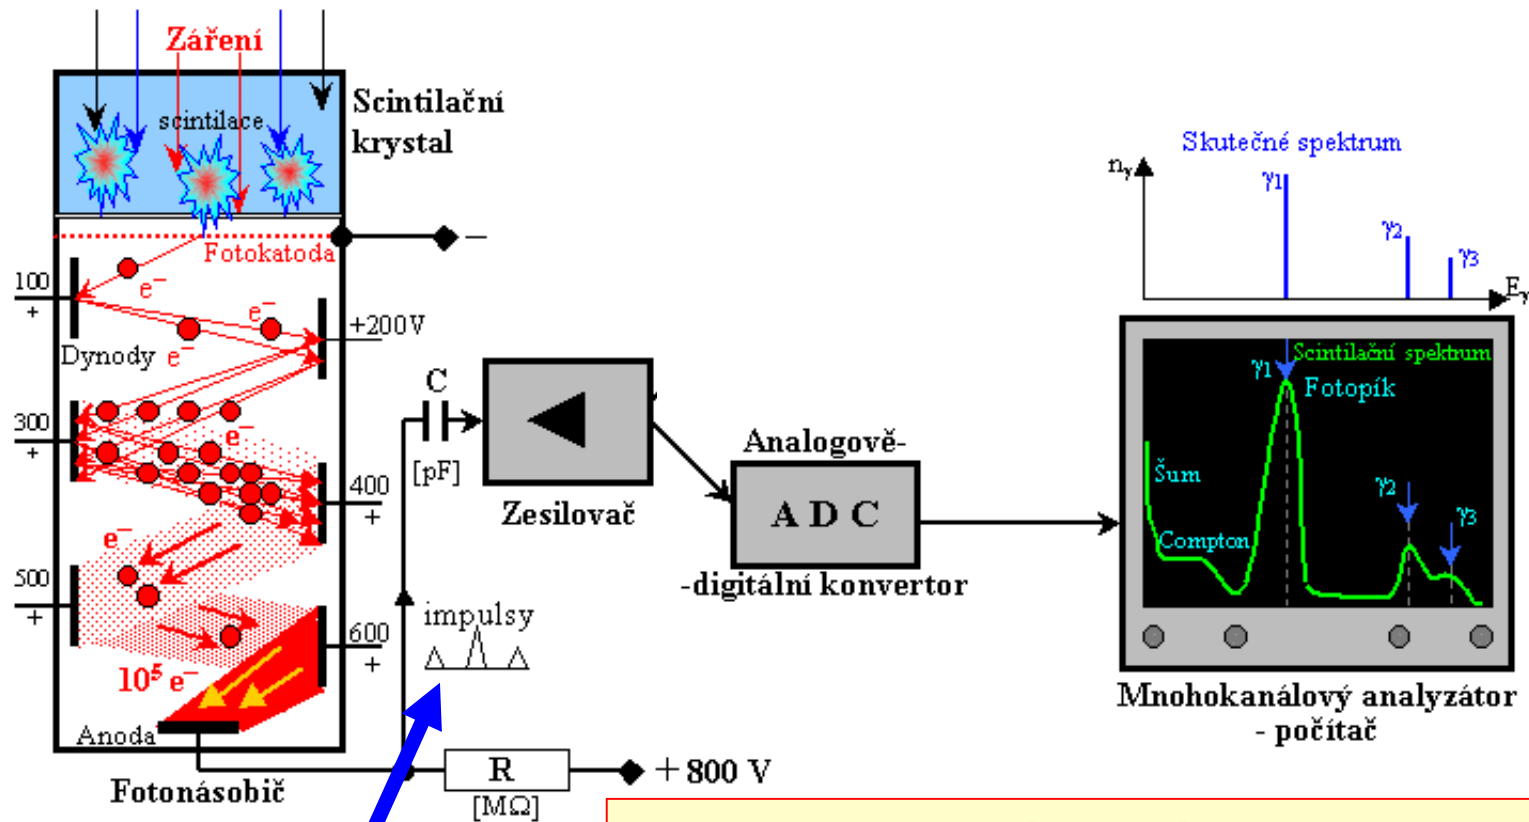 Záření
Scintilační
krystal
scintilace
Fotokatoda
−
100
+
e⁻
e⁻
+200V
Dynody
e⁻
300
+
e⁻
400
+
e⁻
500
+
600
+
10⁵ e⁻
Anoda
Fotonásobič
C
[pF]
Zesilovač
impulsy
R
[MΩ]
+ 800 V
Analogově-
A D C
-digitální konvertor
Skutečné spektrum
nγ
γ1
γ2
γ3
Eγ
Scintilační spektrum
γ1
Fotopík
Šum
Compton
γ2
γ3
Mnohokanálový analyzátor
- počítač